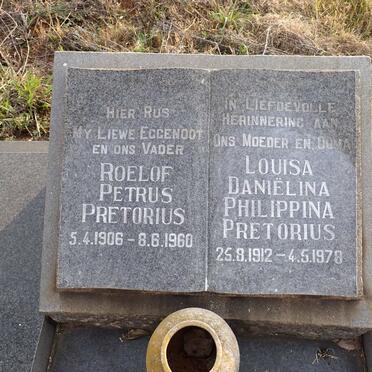 Hier Rus
My Liewe Eggenoot
en ons Vader
Roelof
Petrus
Pretorius
5.4.1906 - 8.6.1960
In Liefdevolle
Herinnering aan
Ons Moeder en Ouma
Louisa
Daniëlina
Philippina
Pretorius
25.8.1912 - 4.5.1978